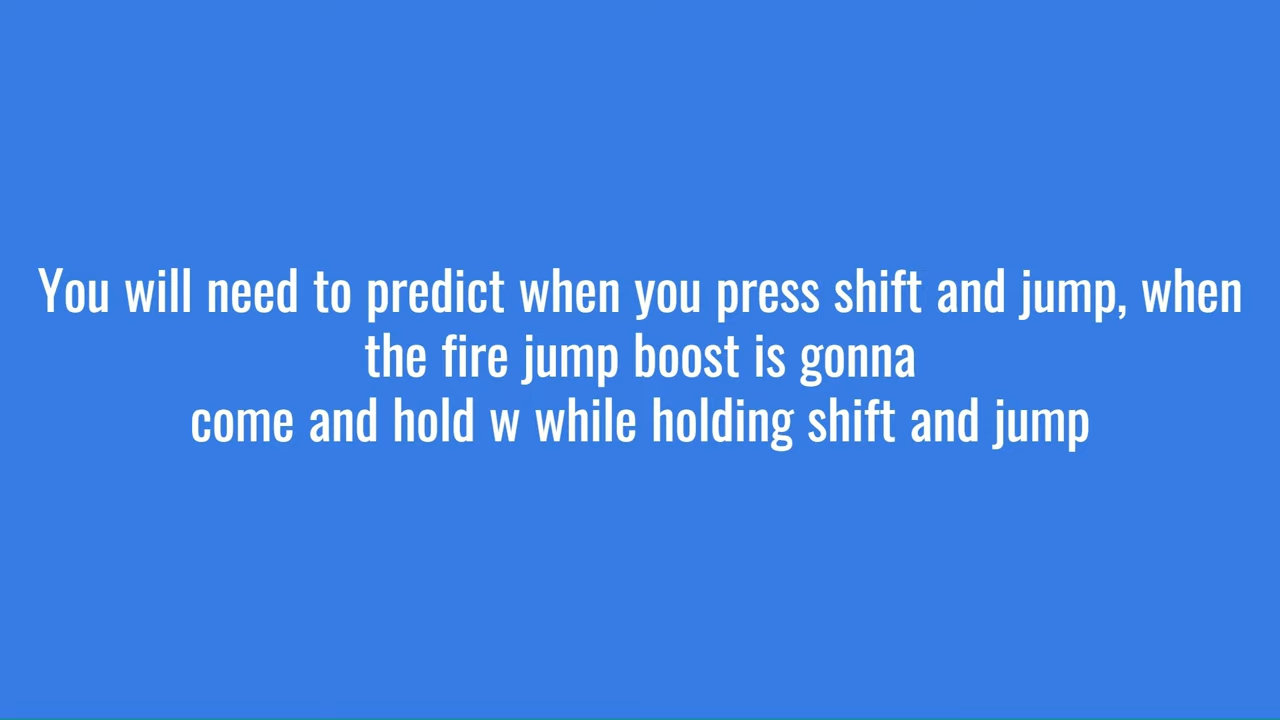 You will need to predict when you press shift and jump, when
the fire jump boost is gonna
come and hold w while holding shift and jump